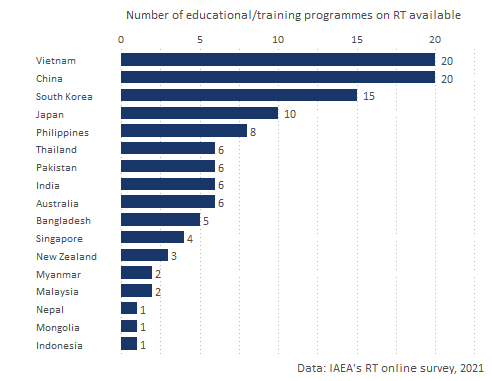 Number of educational/training programmes on RT available
0 5 10 15 20
Vietnam 20
China 20
South Korea 15
Japan 10
Philippines 8
Thailand 6
Pakistan 6
India 6
Australia 6
Bangladesh 5
Singapore 4
New Zealand 3
Myanmar 2
Malaysia 2
Nepal 1
Mongolia 1
Indonesia 1
Data: IAEA's RT online survey, 2021